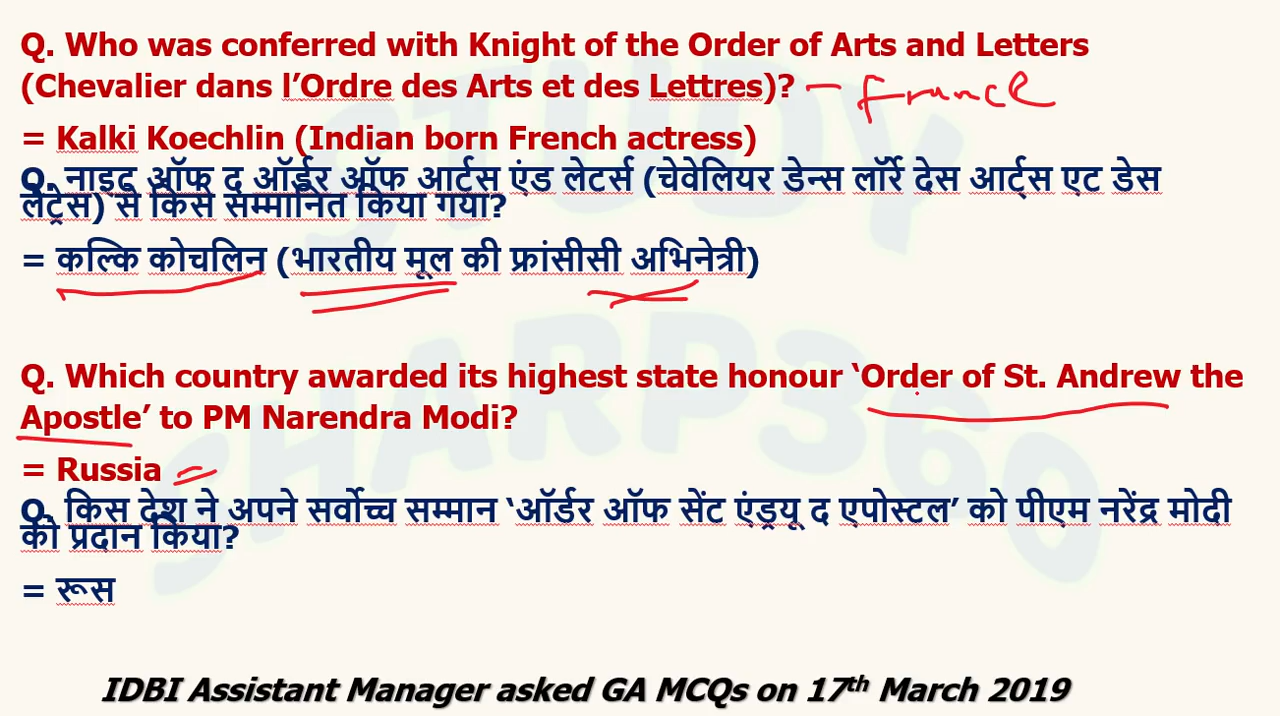 Q. Who was conferred with Knight of the Order of Arts and Letters
(Chevalier dans l’Ordre des Arts et des Lettres)? – France
= Kalki Koechlin (Indian born French actress)
Q. नाइट ऑफ द ऑर्डर ऑफ आर्टस एंड लेटर्स (चेवेलियर डेन्स लॉर्रे देस आर्ट्स एट डेस
लेट्रेस) से किसे सम्मानित किया गया?
= कल्कि कोचलिन (भारतीय मूल की फ्रांसीसी अभिनेत्री)
Q. Which country awarded its highest state honour ‘Order of St. Andrew the
Apostle’ to PM Narendra Modi?
= Russia
Q. किस देश ने अपने सर्वोच्च सम्मान ‘ऑर्डर ऑफ सेंट एंड्रयू द एपोस्टल’ को पीएम नरेंद्र मोदी
को प्रदान किया?
= रूस
STUDY
SHARP360
IDBI Assistant Manager asked GA MCQs on 17th March 2019